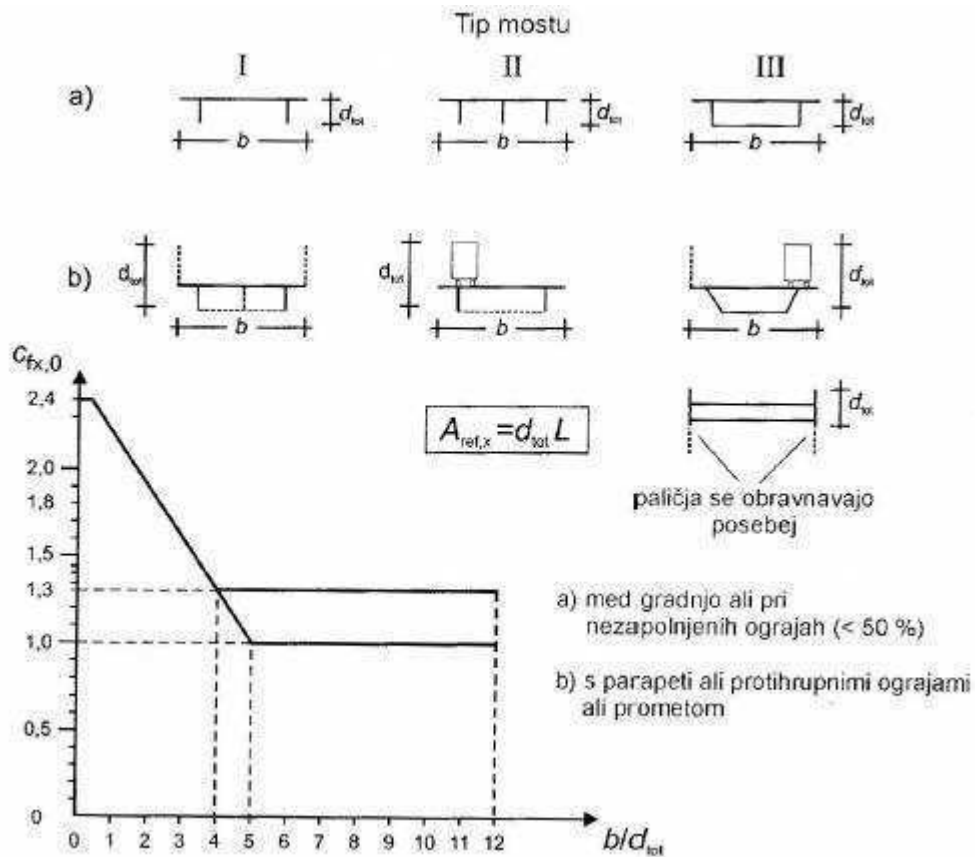 Tip mostu
I II III
a) d_tot d_tot d_tot
b b b
b) d_tot d_tot d_tot
b b b
c_fx,0
2,4
2,0
1,8
1,5
1,3
1,0
0,5
0
A_ref,x = d_tot L
d_tot
paličja se obravnavajo
posebej
a) med gradnjo ali pri
nezapolnjenih ograjah (< 50 %)
b) s parapeti ali protihrupnimi ograjami
ali prometom
0 1 2 3 4 5 6 7 8 9 10 11 12
b/d_tot